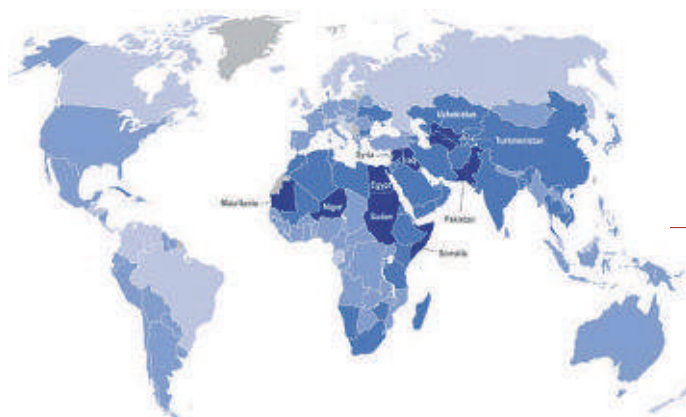 Uzbekistan
Turkmenistan
Syria
Iraq
Egypt
Mauritania
Niger
Sudan
Pakistan
Somalia